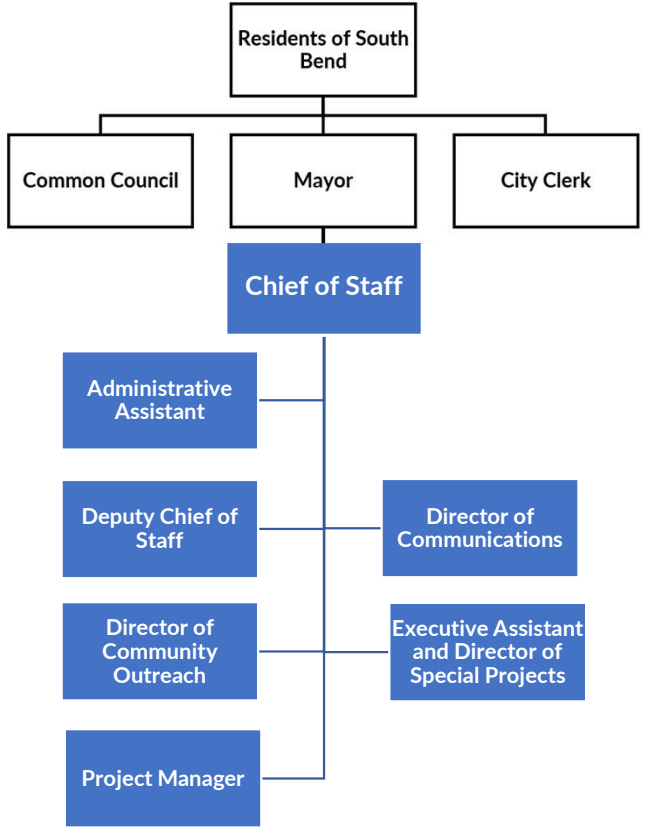 Residents of South
Bend
Common Council
Mayor
City Clerk
Chief of Staff
Administrative
Assistant
Deputy Chief of
Staff
Director of
Communications
Director of
Community
Outreach
Executive Assistant
and Director of
Special Projects
Project Manager